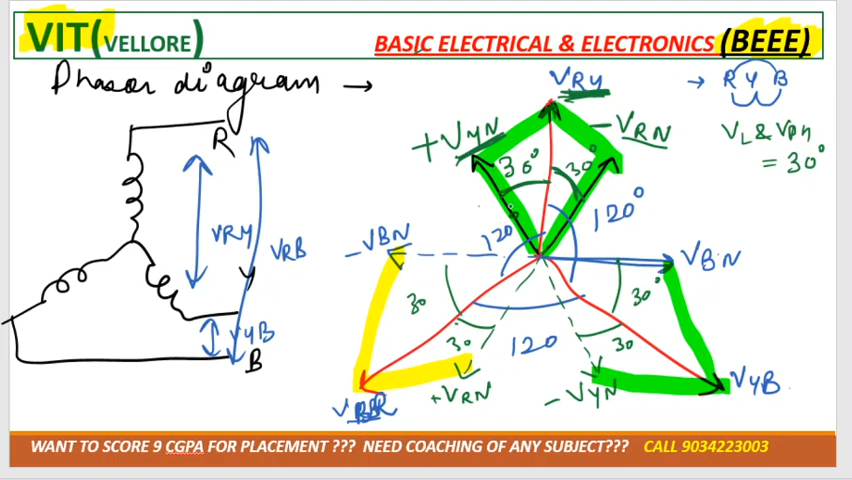 VIT(VELLORE)
BASIC ELECTRICAL & ELECTRONICS (BEEE)
Phasor diagram →
→ R Y B
VL & VPh
= 30°
VRY
+VYN
-VRN
30° 30°
120°
120°
R
VRY
VRB
VYB
B
-VBN
VBN
30
30°
30°
30
120
+VRN
-VYN
VYB
WANT TO SCORE 9 CGPA FOR PLACEMENT ??? NEED COACHING OF ANY SUBJECT??? CALL 9034223003